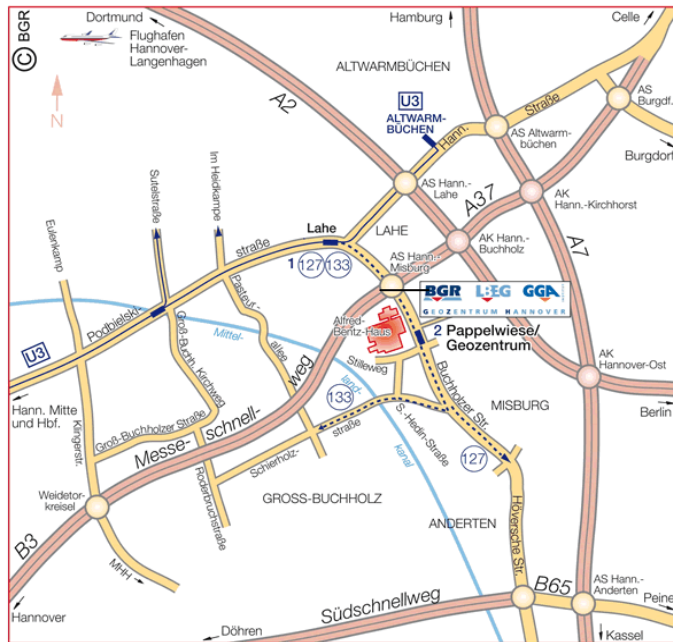 © BGR
Dortmund
Flughafen
Hannover-
Langenhagen
Hamburg
Celle
ALTWARMBÜCHEN
A2
U3
ALTWARM-
BÜCHEN
Hann.
Straße
AS
Burgdf.
AS Altwarm-
büchen
Burgdorf
N
Im Heidkampe
Sutelstraße
Eulenkamp
AS Hann.-
Lahe
A37
AK
Hann.-Kirchhorst
A7
Lahe
LAHE
AK Hann.-
Buchholz
straße
1
127
133
AS Hann.-
Misburg
Podbielski-
Pasteur-
allee
BGR
LBEG
GGA
GEOZENTRUM HANNOVER
Alfred-
Bentz-Haus
2 Pappelwiese/
Geozentrum
Mittel-
land-
kanal
U3
Groß-Buchh. Kirchweg
Stilleweg
weg
AK
Hannover-Ost
Hann. Mitte
und Hbf.
Berlin
Klingerstr.
Groß-Buchholzer Straße
Messe-
schnell-
133
straße
S.-Hedin-Straße
Buchholzer Str.
MISBURG
127
Schierholz-
Roderbruchstraße
Weidetor-
kreisel
GROSS-BUCHHOLZ
ANDERTEN
Höversche Str.
B3
MHH
B65
AS Hann.-
Anderten
Peine
Südschnellweg
Hannover
Döhren
Kassel